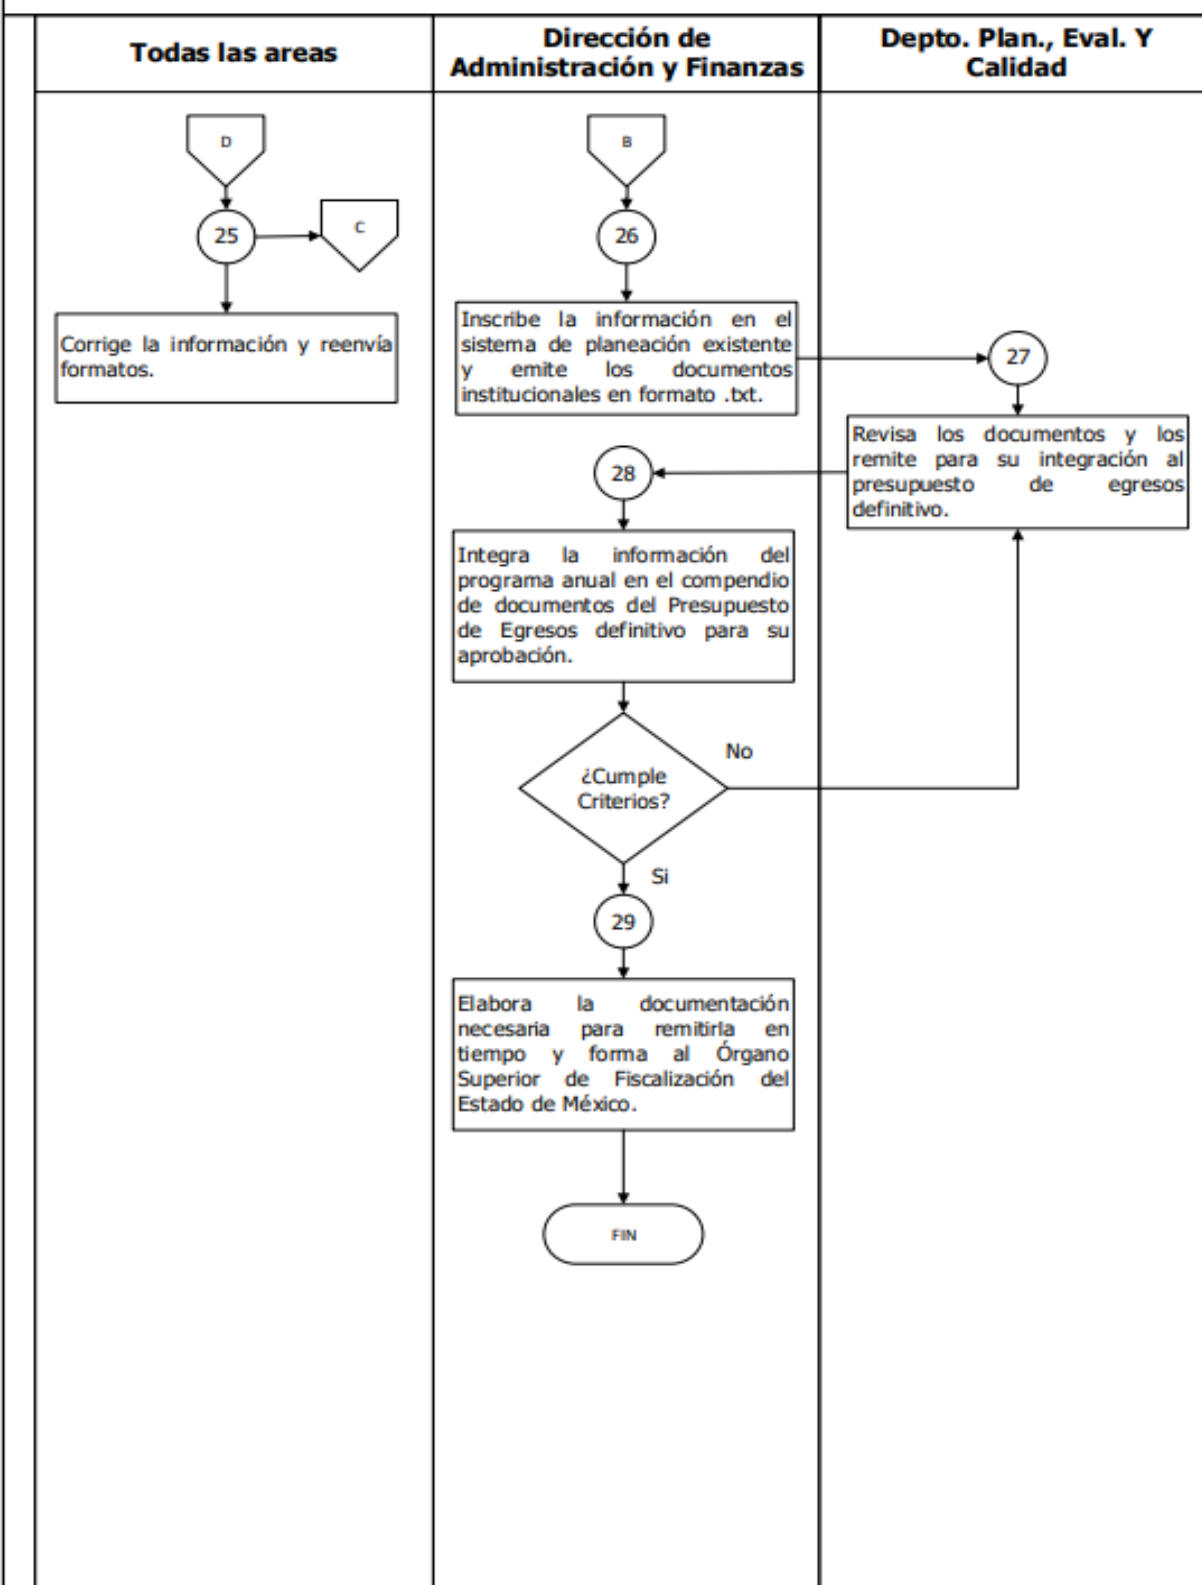 Todas las areas
Dirección de
Administración y Finanzas
Depto. Plan., Eval. Y
Calidad
D
25
C
Corrige la información y reenvía
formatos.
B
26
Inscribe la información en el
sistema de planeación existente
y emite los documentos
institucionales en formato .txt.
27
Revisa los documentos y los
remite para su integración al
presupuesto de egresos
definitivo.
28
Integra la información del
programa anual en el compendio
de documentos del Presupuesto
de Egresos definitivo para su
aprobación.
¿Cumple
Criterios?
No
Si
29
Elabora la documentación
necesaria para remitirla en
tiempo y forma al Órgano
Superior de Fiscalización del
Estado de México.
FIN